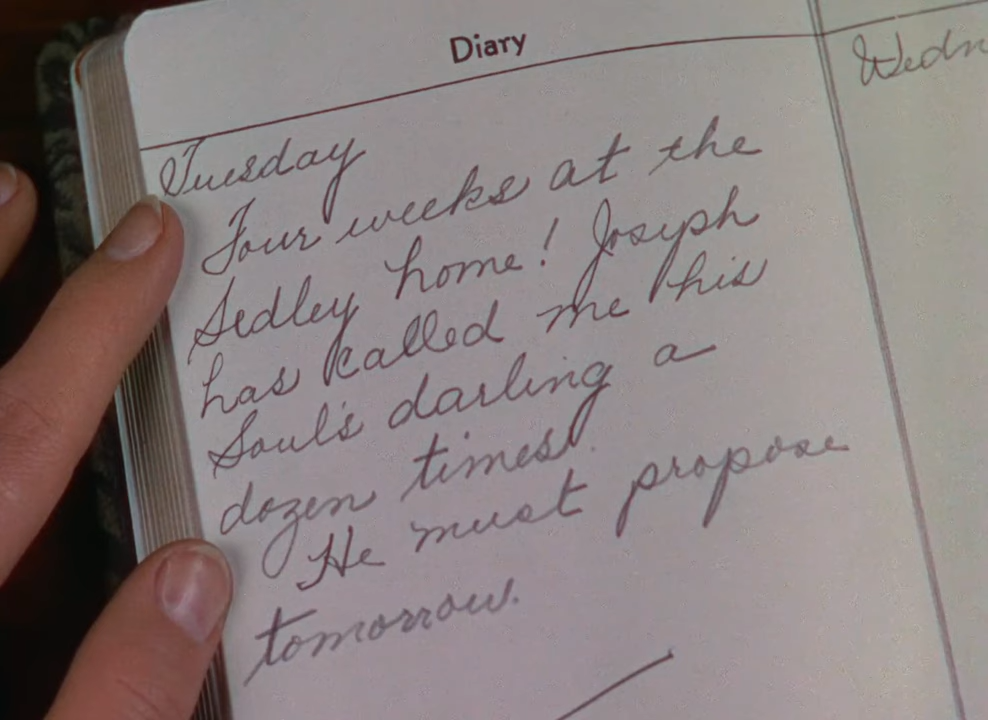 Diary
Tuesday
Four weeks at the
Sedley home! Joseph
has called me his
Soul's darling a
dozen times.
He must propose
tomorrow.
Wedn